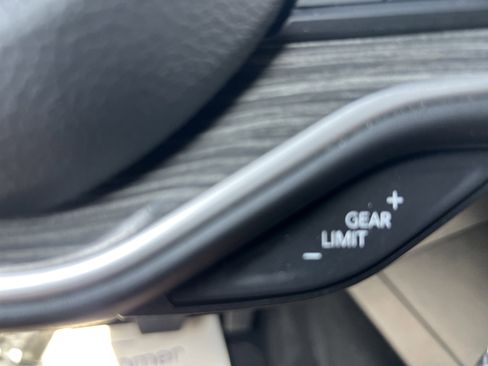 +
GEAR
LIMIT
–